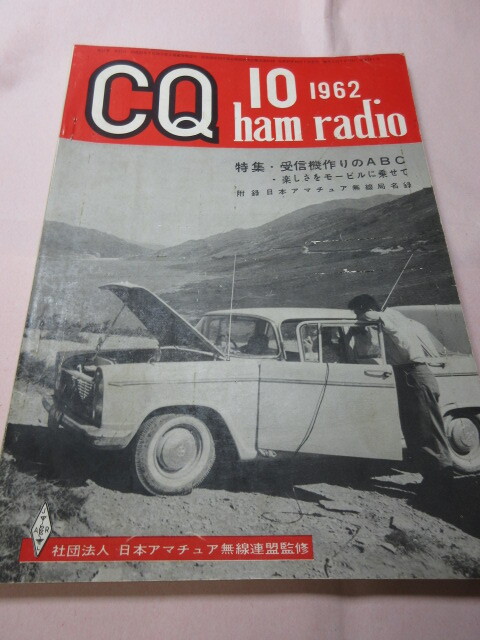 CQ
10 1962
ham radio
特集・受信機作りのABC
・楽しさをモービルに乗せて
附録 日本アマチュア無線局名録
JARL
社団法人 日本アマチュア無線連盟監修